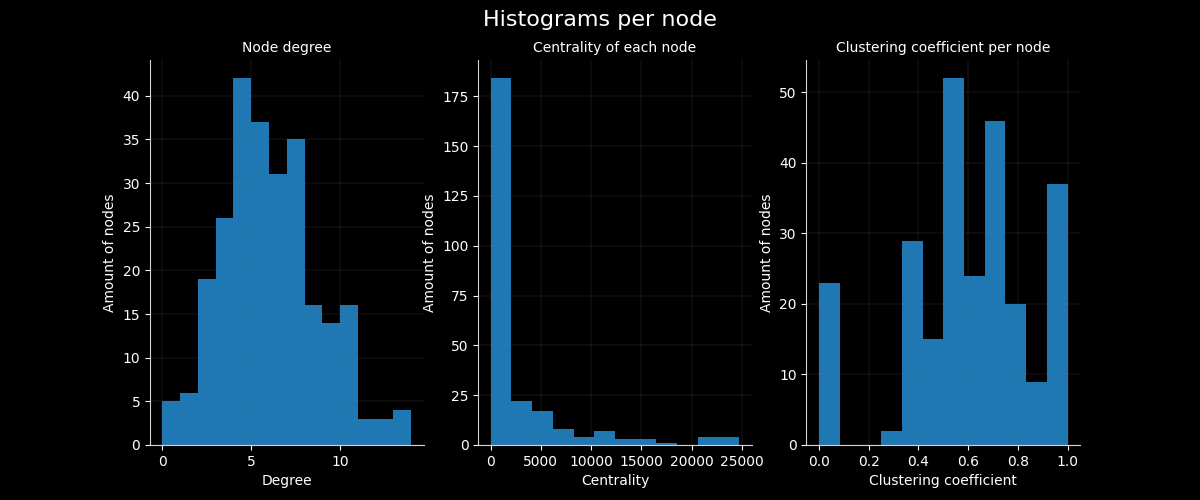 Histograms per node
Node degree
Amount of nodes
40
35
30
25
20
15
10
5
0
0 5 10
Degree
Centrality of each node
Amount of nodes
175
150
125
100
75
50
25
0
0 5000 10000 15000 20000 25000
Centrality
Clustering coefficient per node
Amount of nodes
50
40
30
20
10
0
0.0 0.2 0.4 0.6 0.8 1.0
Clustering coefficient